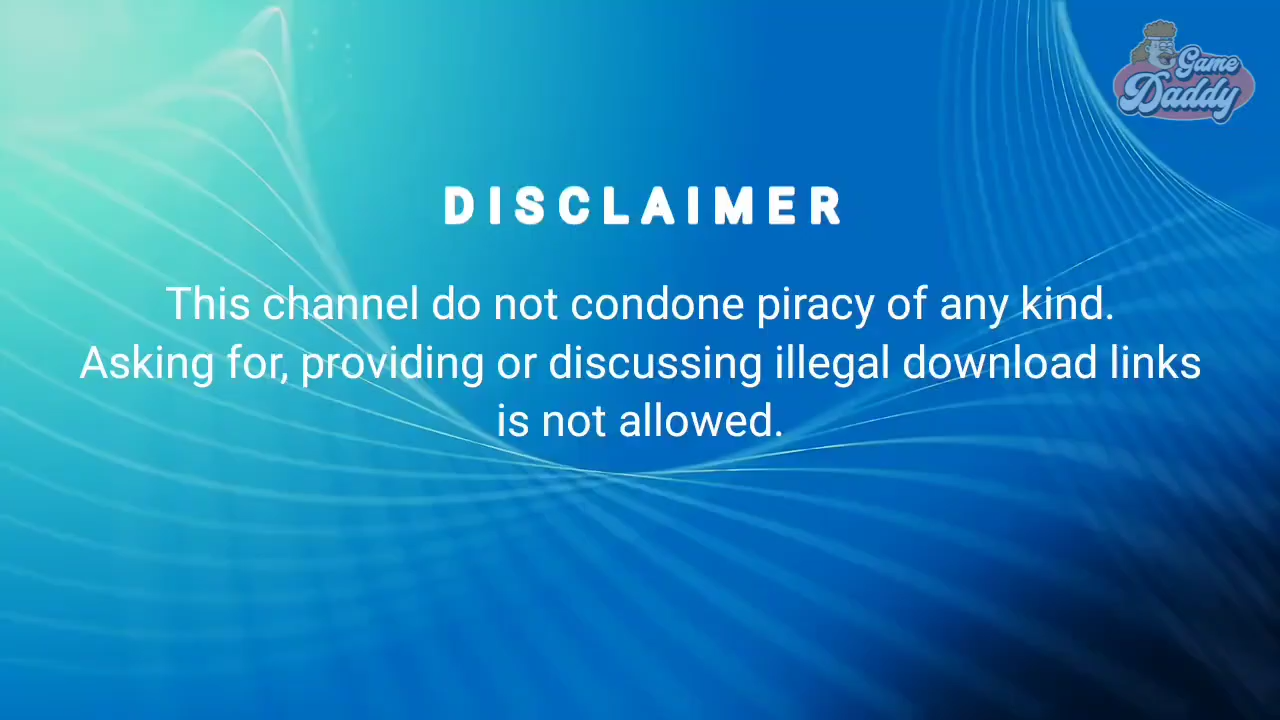 Game
Daddy
DISCLAIMER
This channel do not condone piracy of any kind.
Asking for, providing or discussing illegal download links
is not allowed.